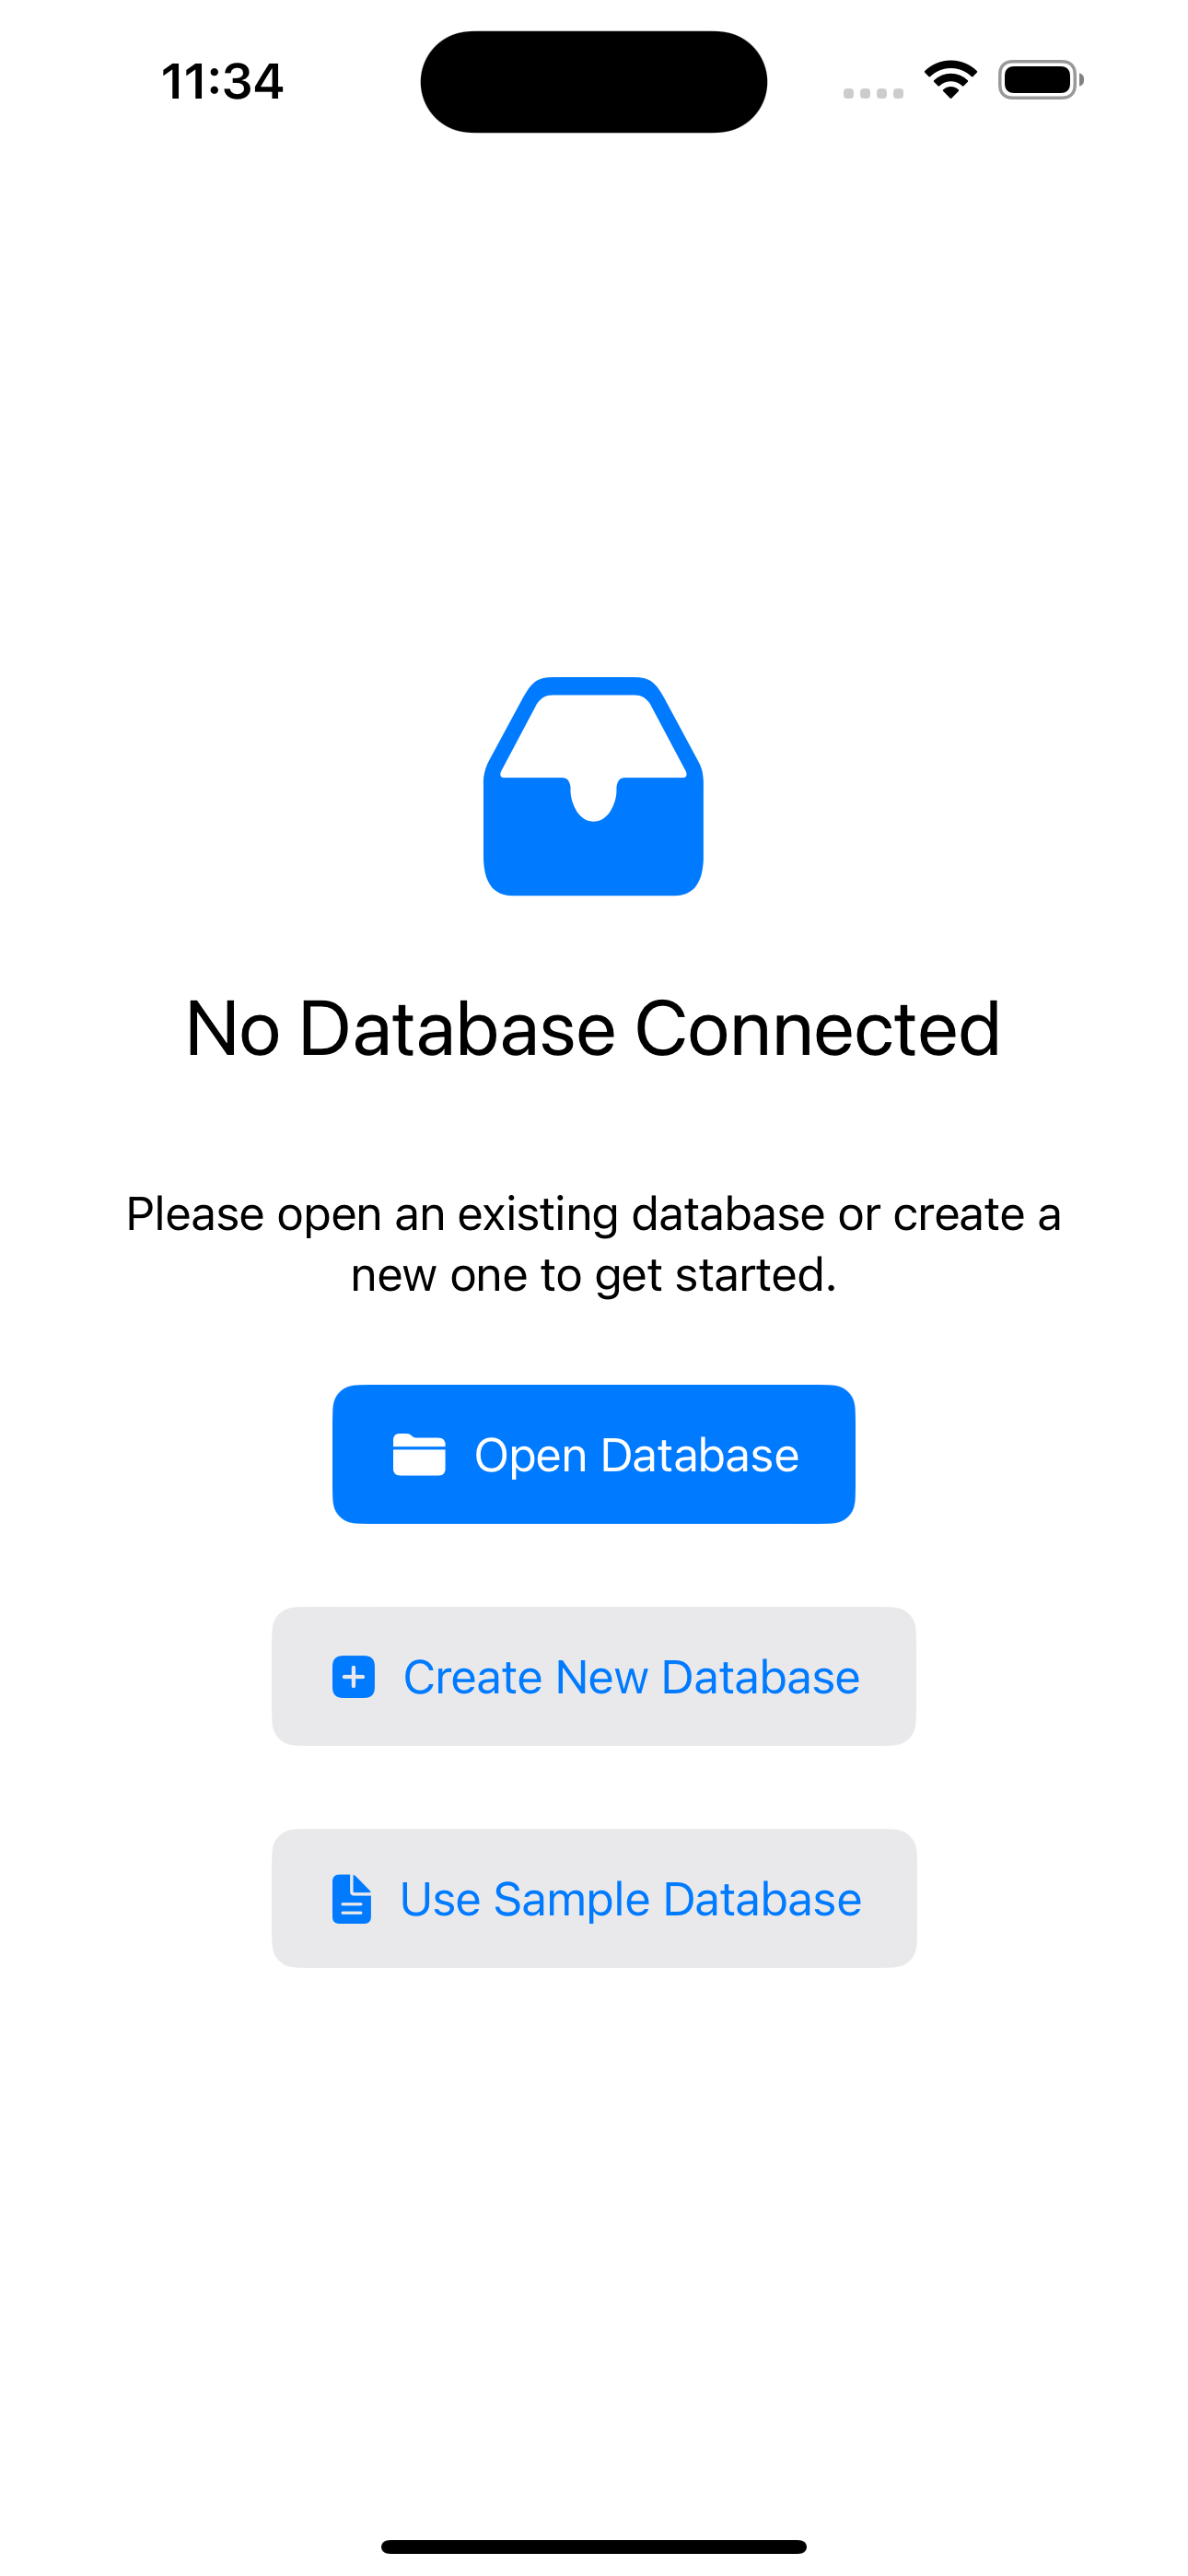 11:34
No Database Connected
Please open an existing database or create a
new one to get started.
Open Database
Create New Database
Use Sample Database